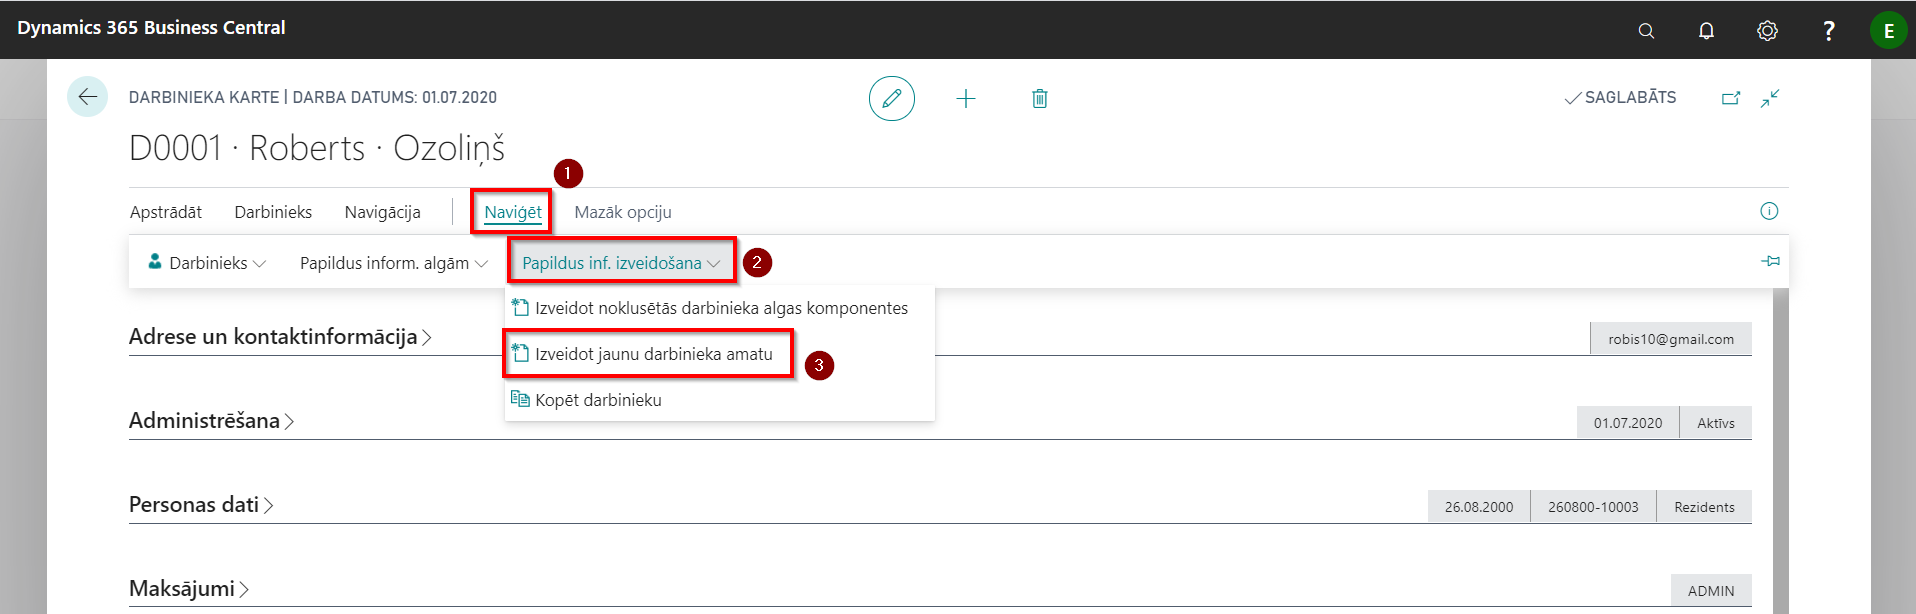 Dynamics 365 Business Central
?
E
DARBINIEKA KARTE | DARBA DATUMS: 01.07.2020
SAGLABĀTS
D0001 · Roberts · Ozoliņš
1
Apstrādāt Darbinieks Navigācija Naviģēt Mazāk opciju
Darbinieks Papildus inform. algām Papildus inf. izveidošana 2
Izveidot noklusētās darbinieka algas komponentes
Adrese un kontaktinformācija robis10@gmail.com
Izveidot jaunu darbinieka amatu 3
Kopēt darbinieku
Administrēšana 01.07.2020 Aktīvs
Personas dati 26.08.2000 260800-10003 Rezidents
Maksājumi ADMIN